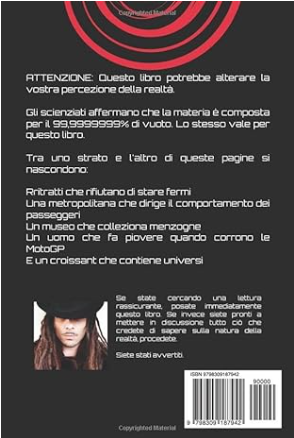 ATTENZIONE: Questo libro potrebbe alterare la
vostra percezione della realtà.
Gli scienziati affermano che la materia è composta
per il 99,9999999% di vuoto. Lo stesso vale per
questo libro.
Tra uno strato e l'altro di queste pagine si
nascondono:
Rritratti che rifiutano di stare fermi
Una metropolitana che dirige il comportamento dei
passeggeri
Un museo che colleziona menzogne
Un uomo che fa piovere quando corrono le
MotoGP
E un croissant che contiene universi
Se state cercando una lettura
rassicurante, posate immediatamente
questo libro. Se invece siete pronti a
mettere in discussione tutto ciò che
credete di sapere sulla natura della
realtà, procedete.
Siete stati avvertiti.
ISBN 9798309187942
90000
9 798309 187942